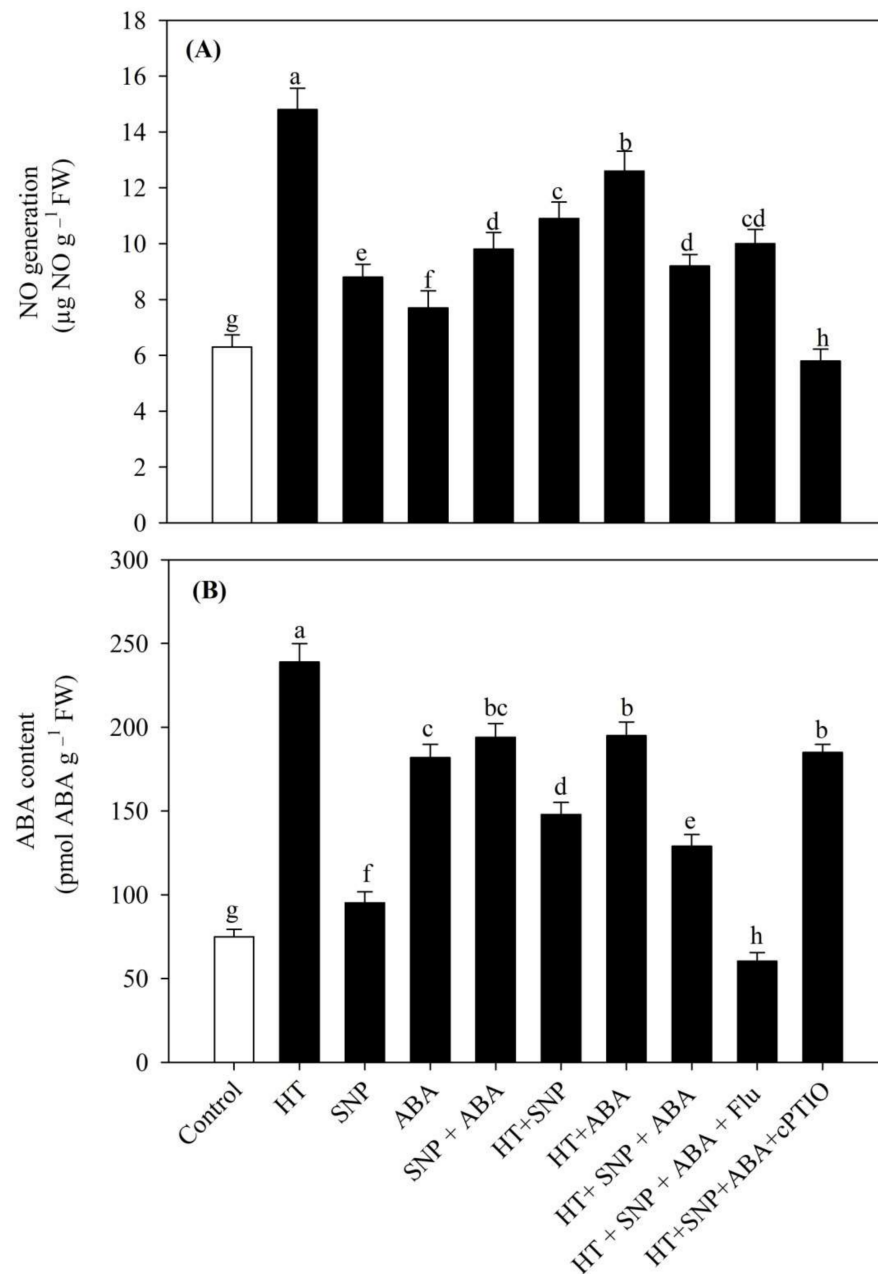 (A)
NO generation
(µg NO g⁻¹ FW)
18
16
14
12
10
8
6
4
2
0
g
a
e
f
d
c
b
d
cd
h
(B)
ABA content
(pmol ABA g⁻¹ FW)
300
250
200
150
100
50
0
g
a
f
c
bc
d
b
e
h
b
Control
HT
SNP
ABA
SNP + ABA
HT+SNP
HT+ABA
HT+ SNP + ABA
HT + SNP + ABA + Flu
HT+SNP+ABA+cPTIO